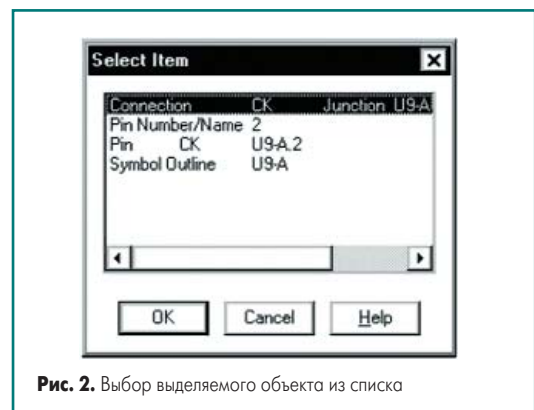 Select Item
Connection CK Junction U9-A
Pin Number/Name 2
Pin CK U9-A.2
Symbol Outline U9-A
OK Cancel Help
Рис. 2. Выбор выделяемого объекта из списка